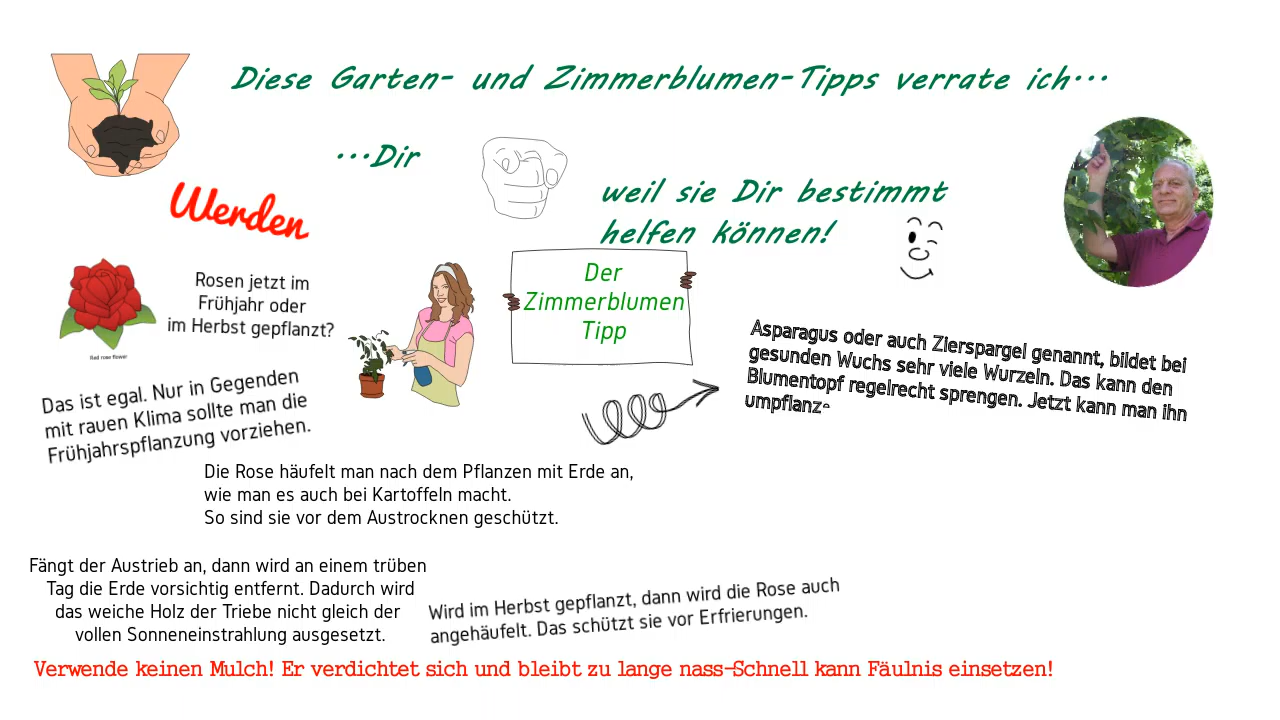 Diese Garten- und Zimmerblumen-Tipps verrate ich...
...Dir
weil sie Dir bestimmt
helfen können!
Werden
Rosen jetzt im
Frühjahr oder
im Herbst gepflanzt?
Red rose flower
Das ist egal. Nur in Gegenden
mit rauen Klima sollte man die
Frühjahrspflanzung vorziehen.
Der
Zimmerblumen
Tipp
Asparagus oder auch Zierspargel genannt, bildet bei
gesunden Wuchs sehr viele Wurzeln. Das kann den
Blumentopf regelrecht sprengen. Jetzt kann man ihn
umpflanz
Die Rose häufelt man nach dem Pflanzen mit Erde an,
wie man es auch bei Kartoffeln macht.
So sind sie vor dem Austrocknen geschützt.
Fängt der Austrieb an, dann wird an einem trüben
Tag die Erde vorsichtig entfernt. Dadurch wird
das weiche Holz der Triebe nicht gleich der
vollen Sonneneinstrahlung ausgesetzt.
Wird im Herbst gepflanzt, dann wird die Rose auch
angehäufelt. Das schützt sie vor Erfrierungen.
Verwende keinen Mulch! Er verdichtet sich und bleibt zu lange nass-Schnell kann Fäulnis einsetzen!